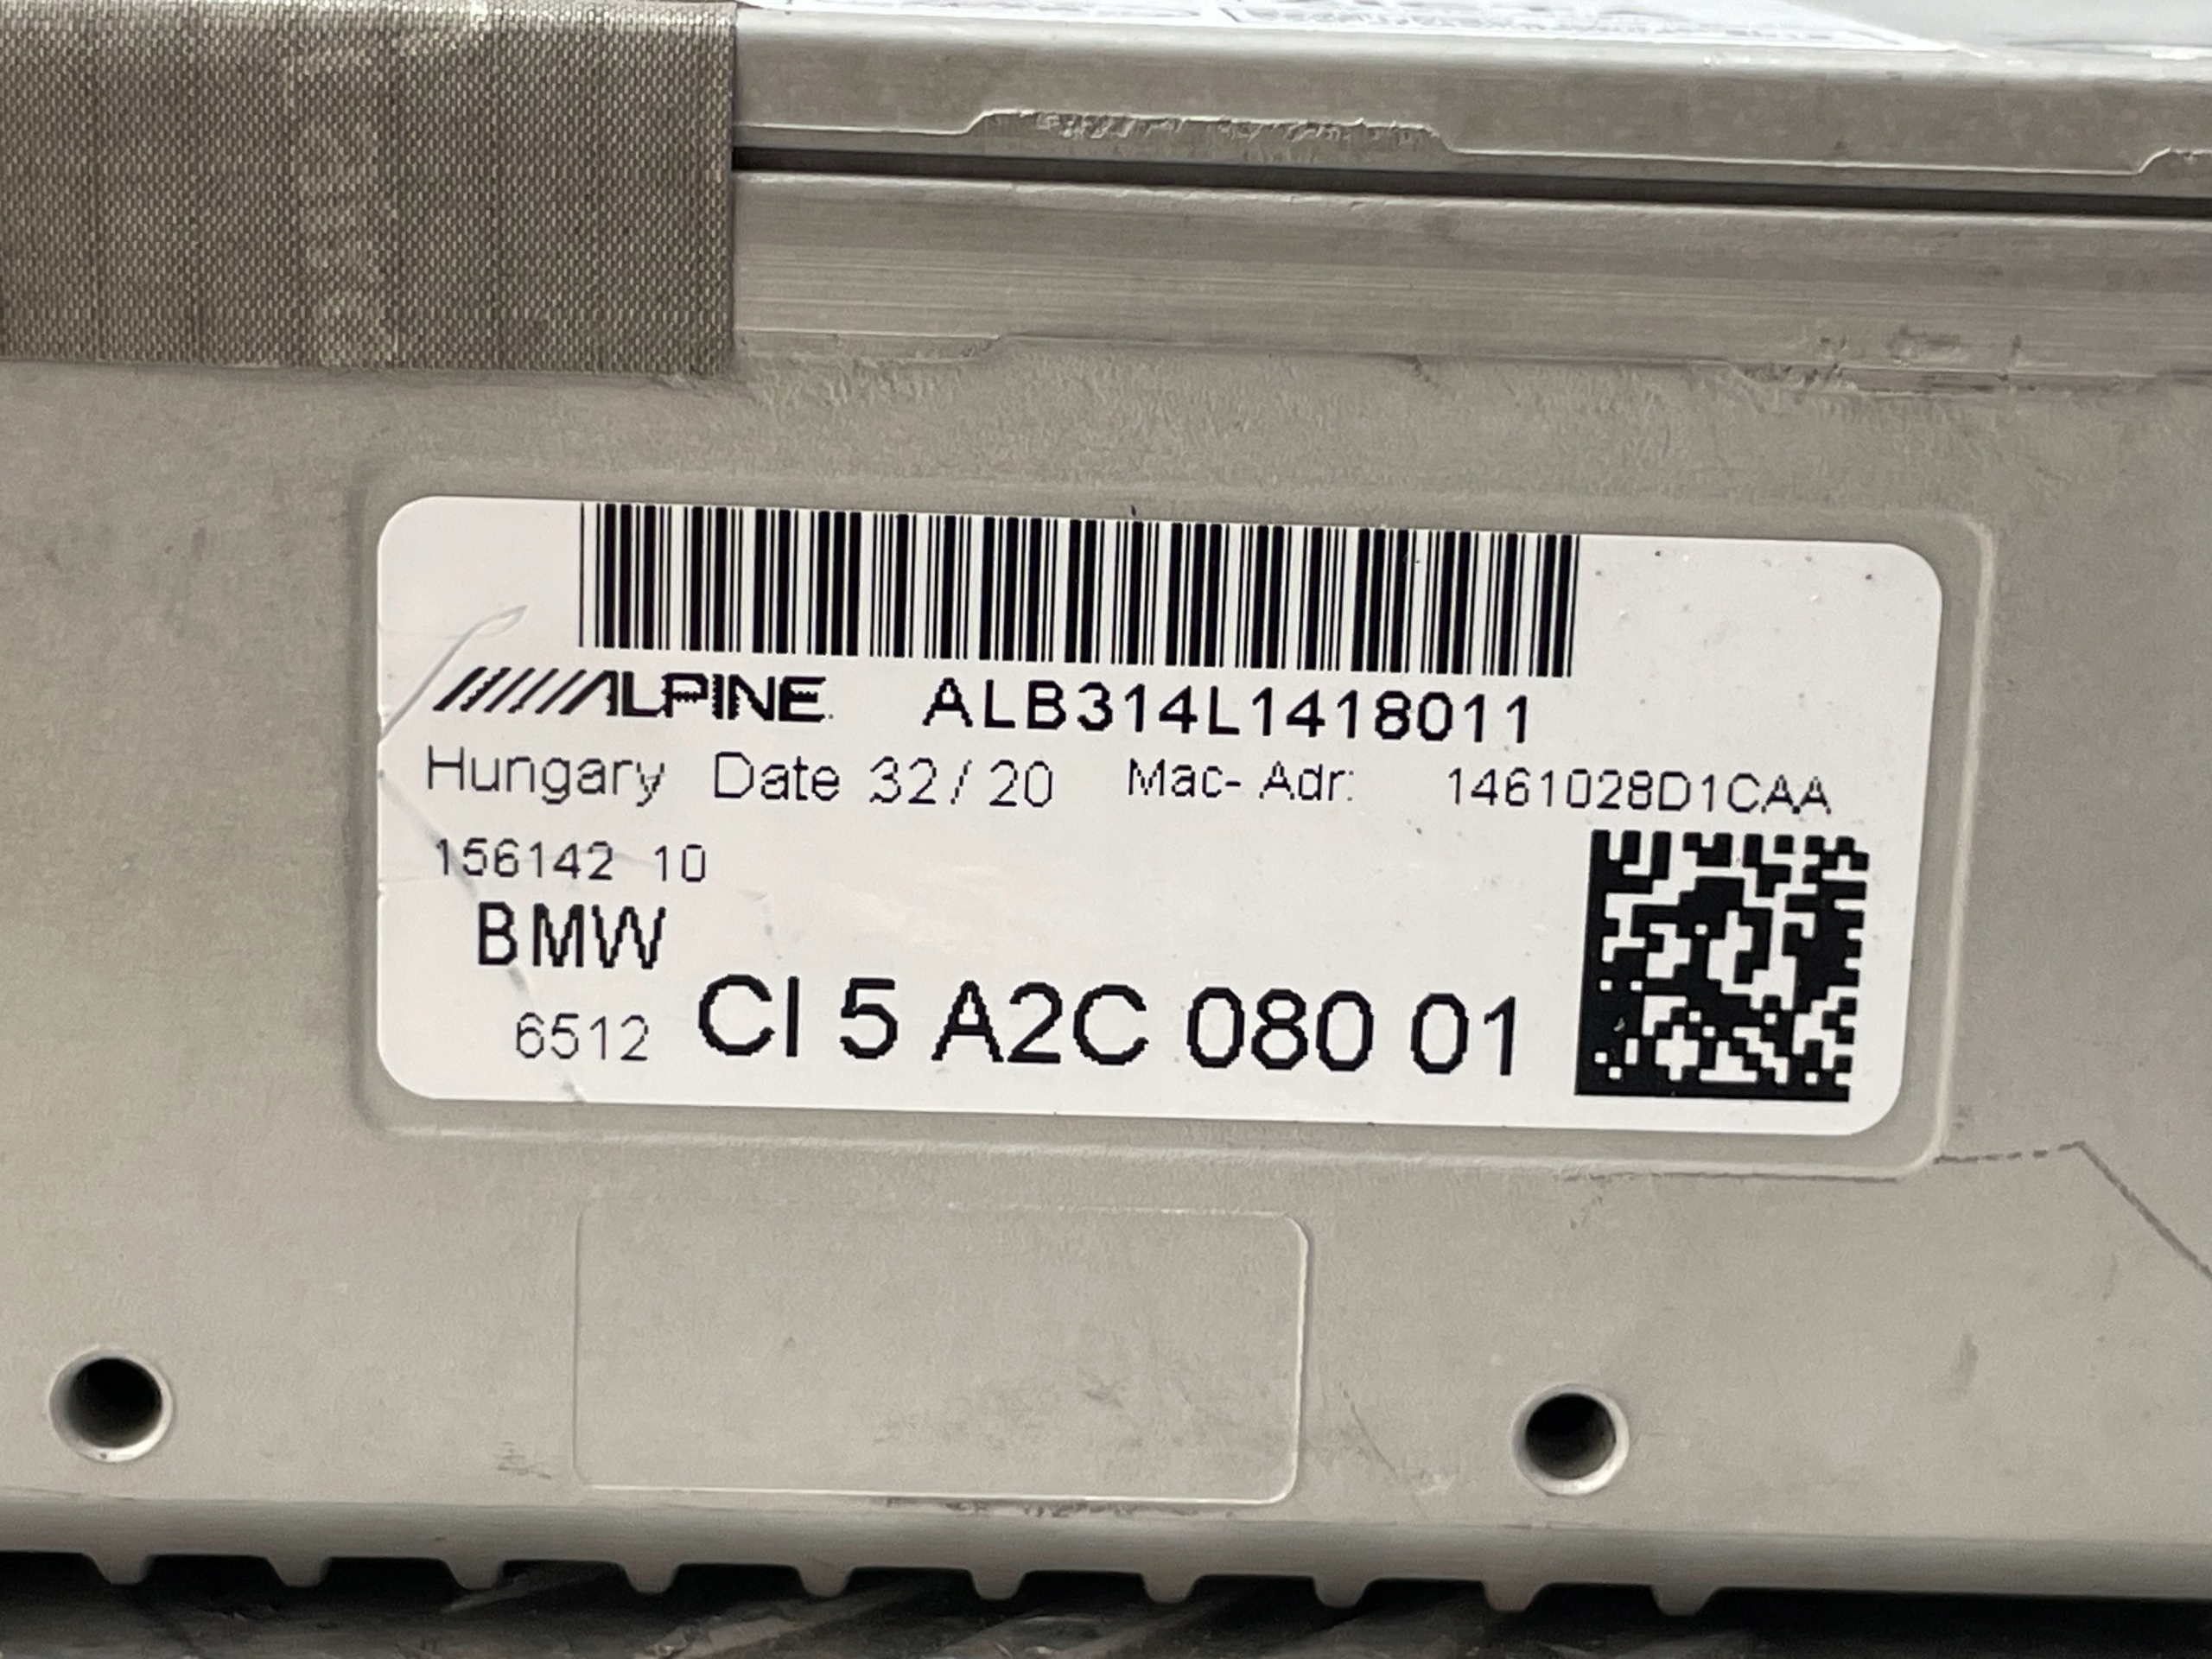 ALPINE ALB314L1418011
Hungary Date 32/20 Mac-Adr: 1461028D1CAA
156142 10
BMW
6512 CI 5 A2C 080 01